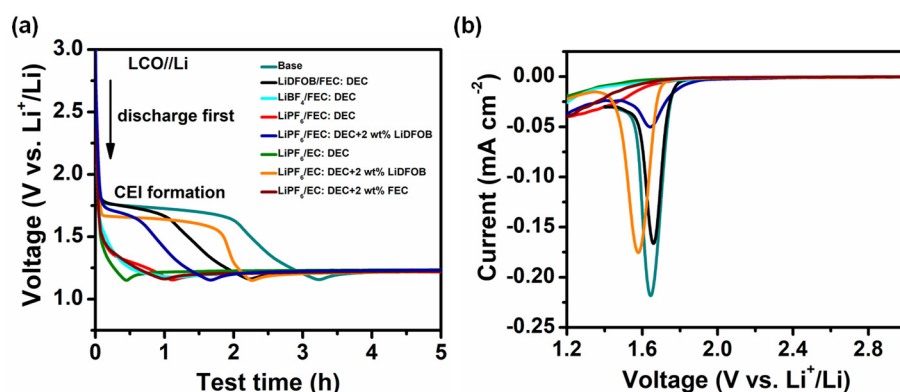 (a)
LCO//Li
discharge first
CEI formation
Base
LiDFOB/FEC: DEC
LiBF4/FEC: DEC
LiPF6/FEC: DEC
LiPF6/FEC: DEC+2 wt% LiDFOB
LiPF6/EC: DEC
LiPF6/EC: DEC+2 wt% LiDFOB
LiPF6/EC: DEC+2 wt% FEC
Voltage (V vs. Li+/Li)
3.0
2.5
2.0
1.5
1.0
0 1 2 3 4 5
Test time (h)
(b)
Current (mA cm-2)
0.00
-0.05
-0.10
-0.15
-0.20
-0.25
1.2 1.6 2.0 2.4 2.8
Voltage (V vs. Li+/Li)